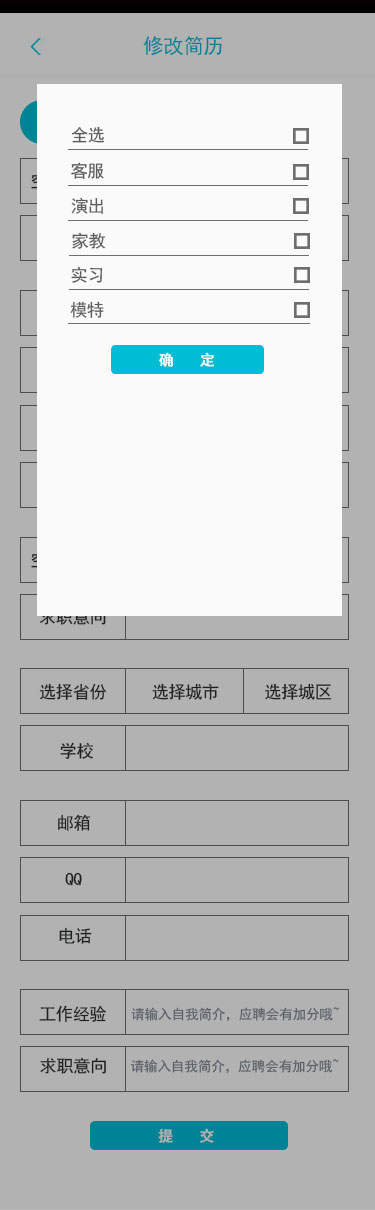 修改简历
全选
客服
演出
家教
实习
模特
确 定
求职意向
选择省份 选择城市 选择城区
学校
邮箱
QQ
电话
工作经验 请输入自我简介，应聘会有加分哦~
求职意向 请输入自我简介，应聘会有加分哦~
提 交